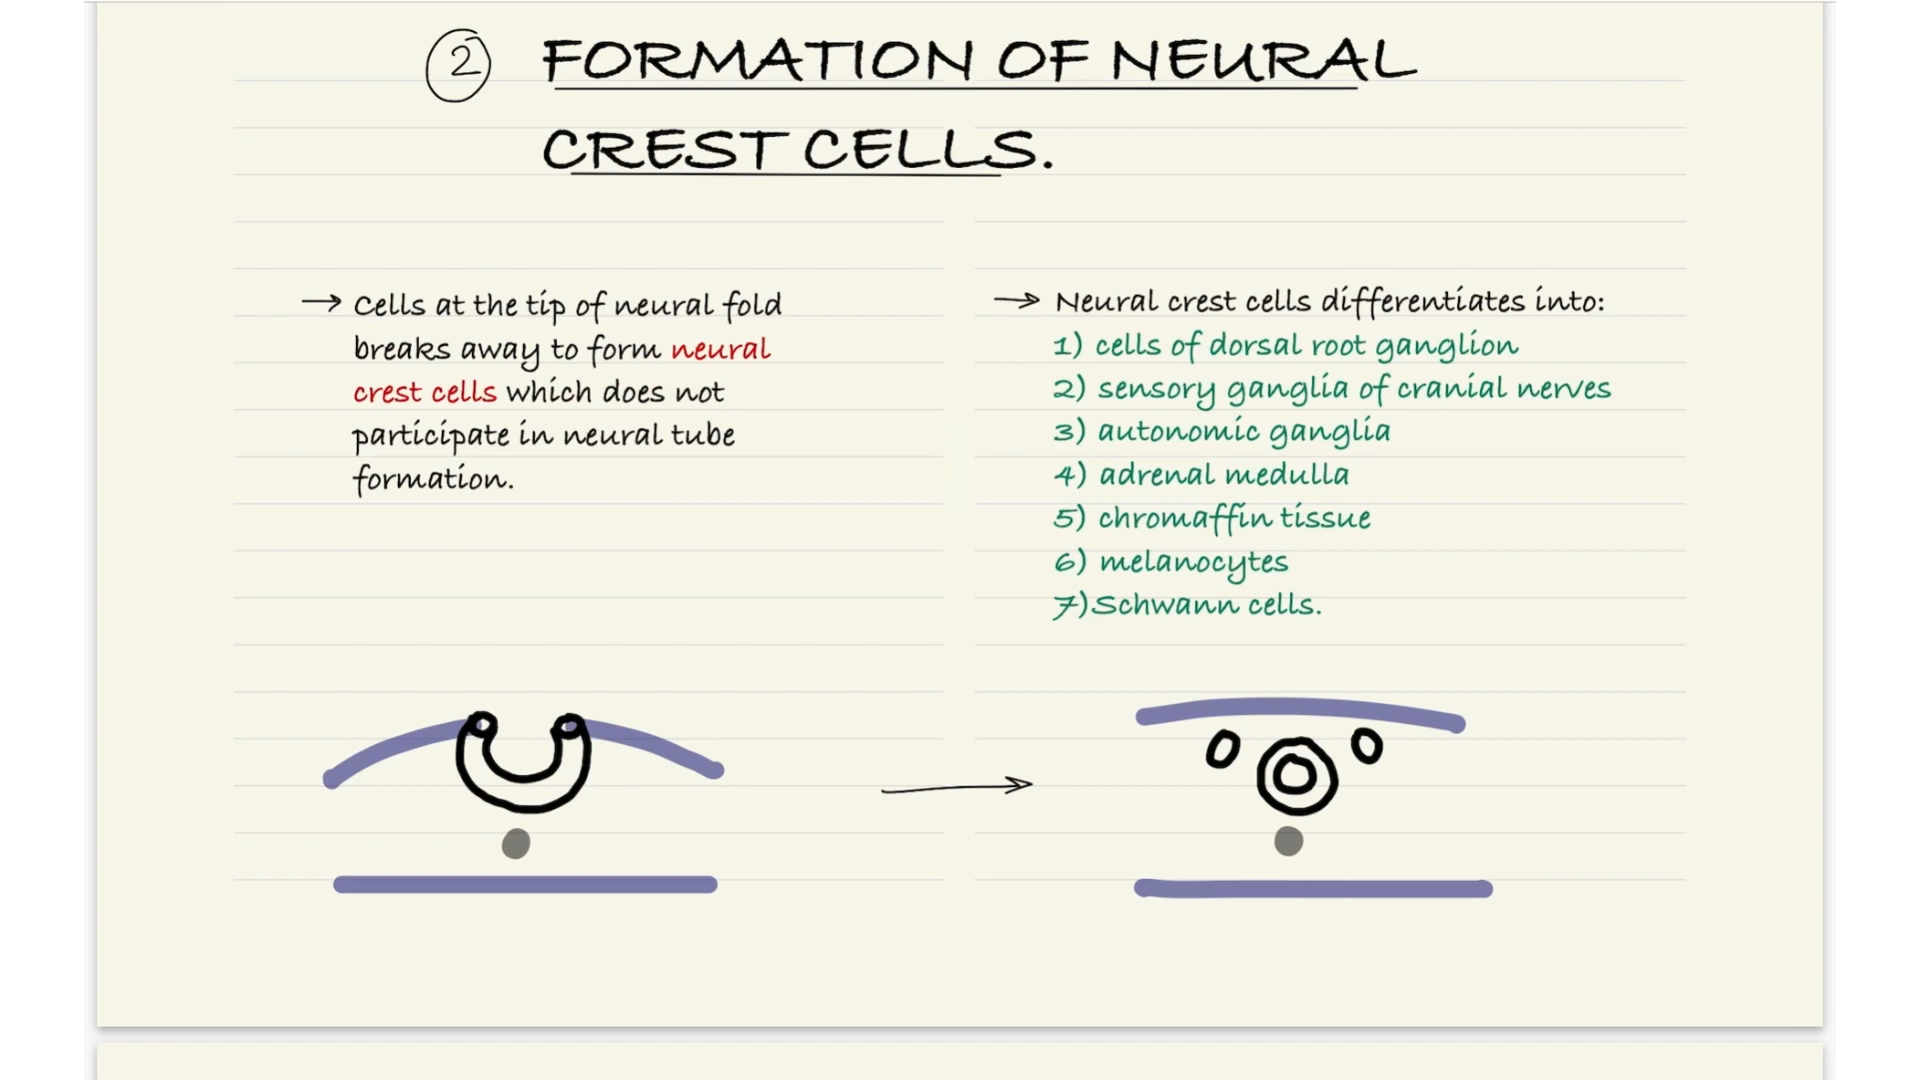 2 FORMATION OF NEURAL
CREST CELLS.
→ Cells at the tip of neural fold
breaks away to form neural
crest cells which does not
participate in neural tube
formation.
→ Neural crest cells differentiates into:
1) cells of dorsal root ganglion
2) sensory ganglia of cranial nerves
3) autonomic ganglia
4) adrenal medulla
5) chromaffin tissue
6) melanocytes
7) Schwann cells.